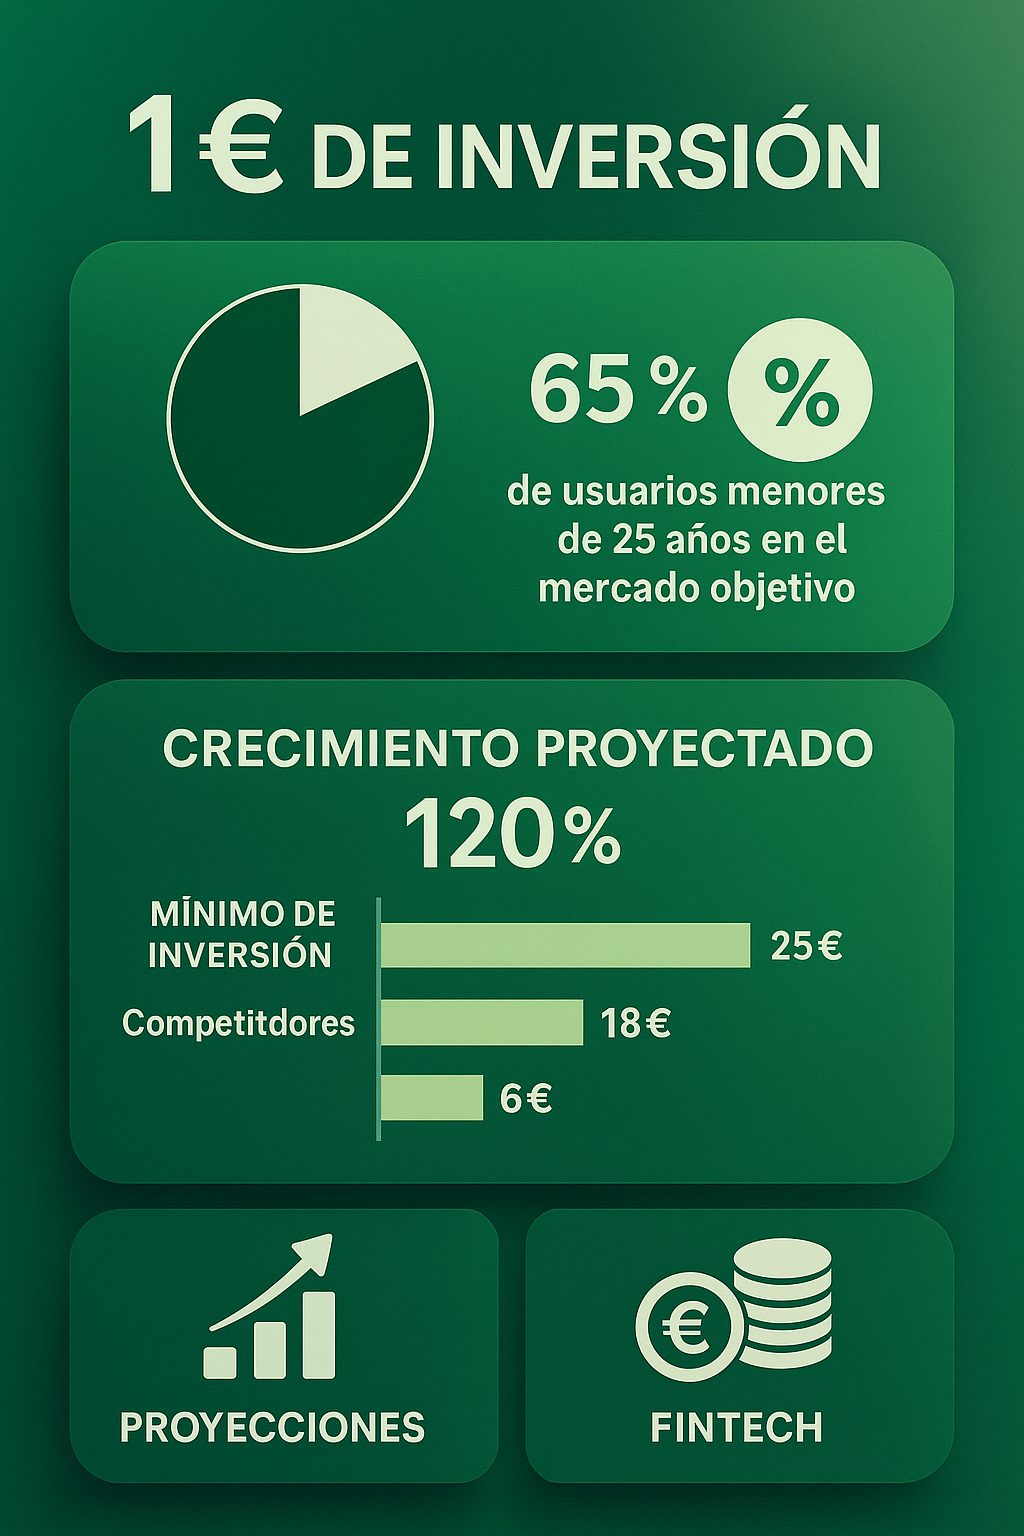 1 € DE INVERSIÓN
65 % %
de usuarios menores
de 25 años en el
mercado objetivo
CRECIMIENTO PROYECTADO
120 %
MÍNIMO DE
INVERSIÓN
25 €
Competitdores
18 €
6 €
€
PROYECCIONES
FINTECH